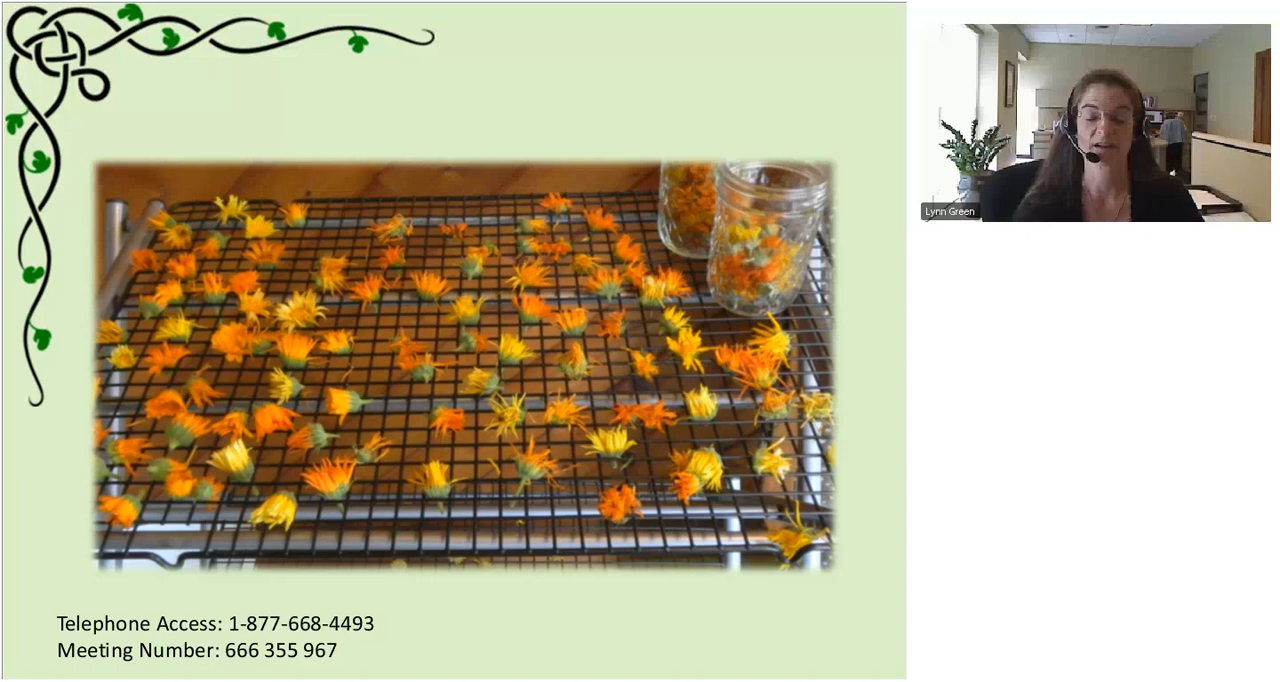 Telephone Access: 1-877-668-4493
Meeting Number: 666 355 967
Lynn Green